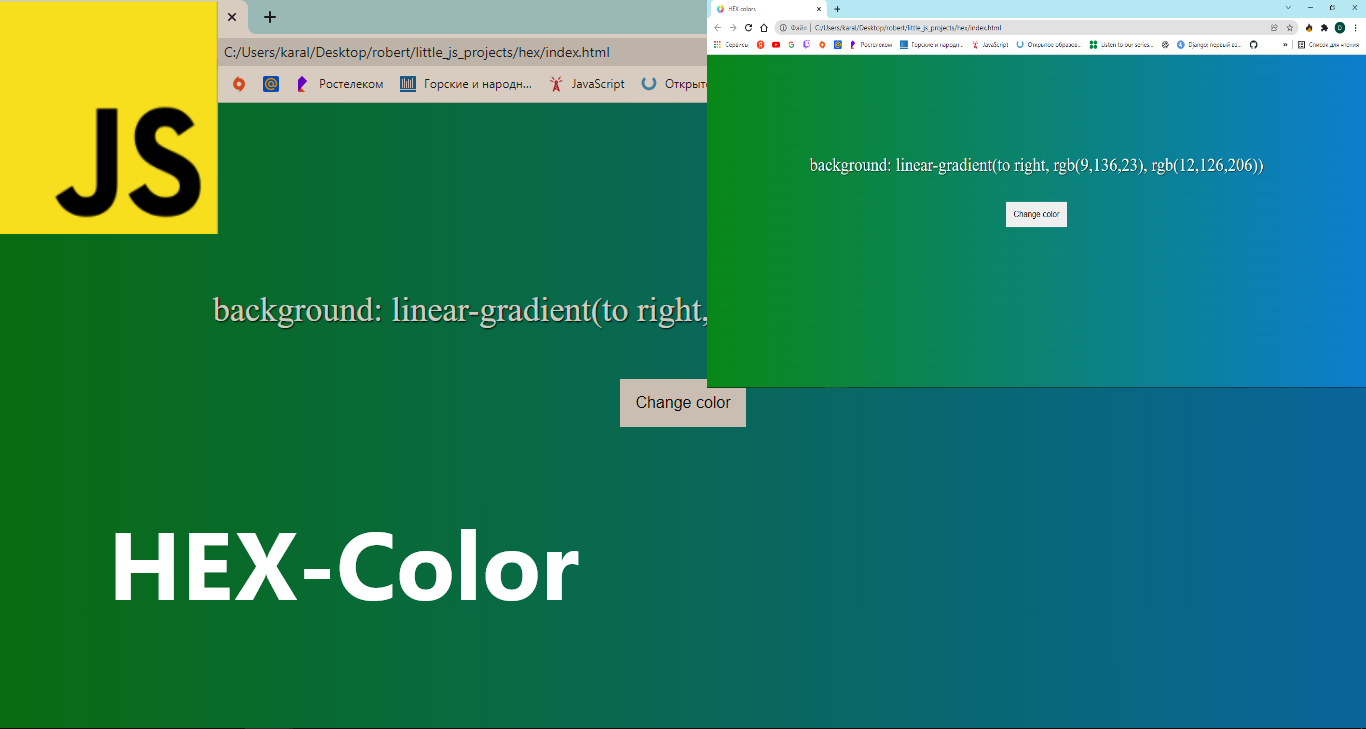 JS
C:/Users/karal/Desktop/robert/little_js_projects/hex/index.html
Ростелеком Горские и народн... JavaScript Открыт
background: linear-gradient(to right,
Change color
HEX-Color
HEX colors
Файл C:/Users/karal/Desktop/robert/little_js_projects/hex/index.html
Сервисы Ростелеком Горские и народн... JavaScript Открытое образова... Listen to our series... Django: первый вз... » Список для чтения
background: linear-gradient(to right, rgb(9,136,23), rgb(12,126,206))
Change color